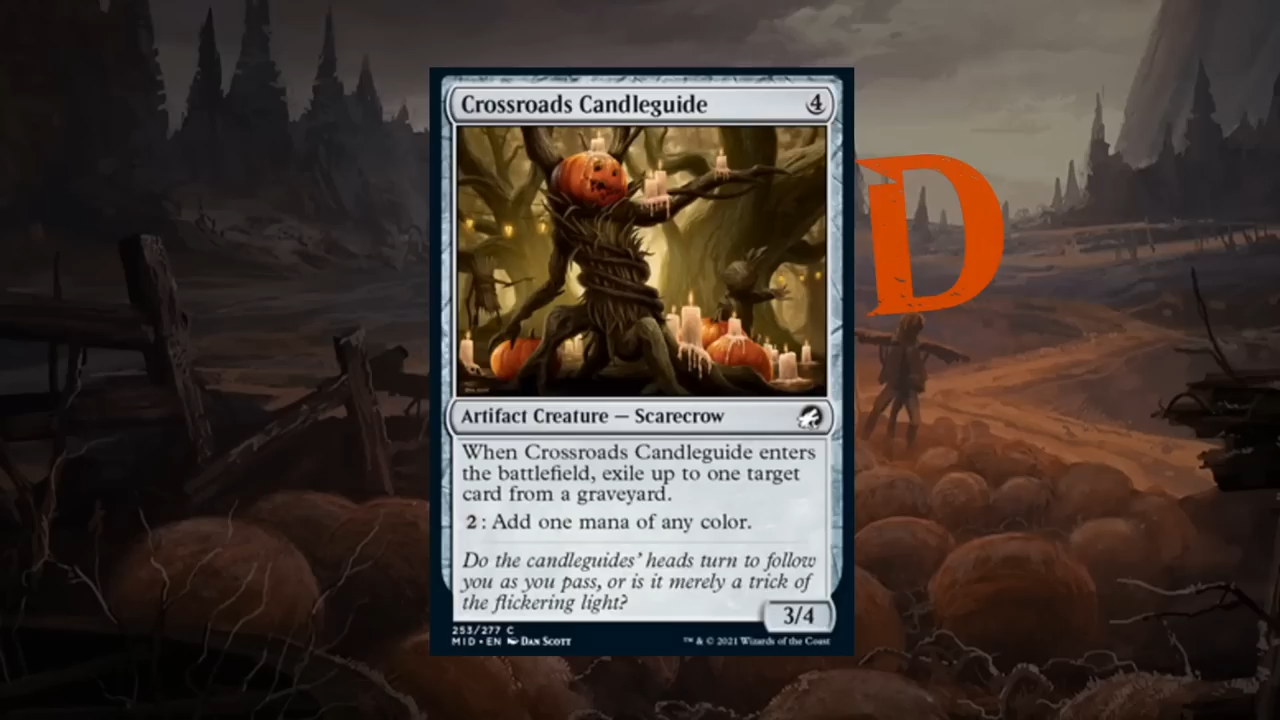 Crossroads Candleguide 4
D
Artifact Creature — Scarecrow
When Crossroads Candleguide enters
the battlefield, exile up to one target
card from a graveyard.
2 : Add one mana of any color.
Do the candleguides' heads turn to follow
you as you pass, or is it merely a trick of
the flickering light?
3/4
253/277 C
MID • EN Dan Scott
™ & © 2021 Wizards of the Coast